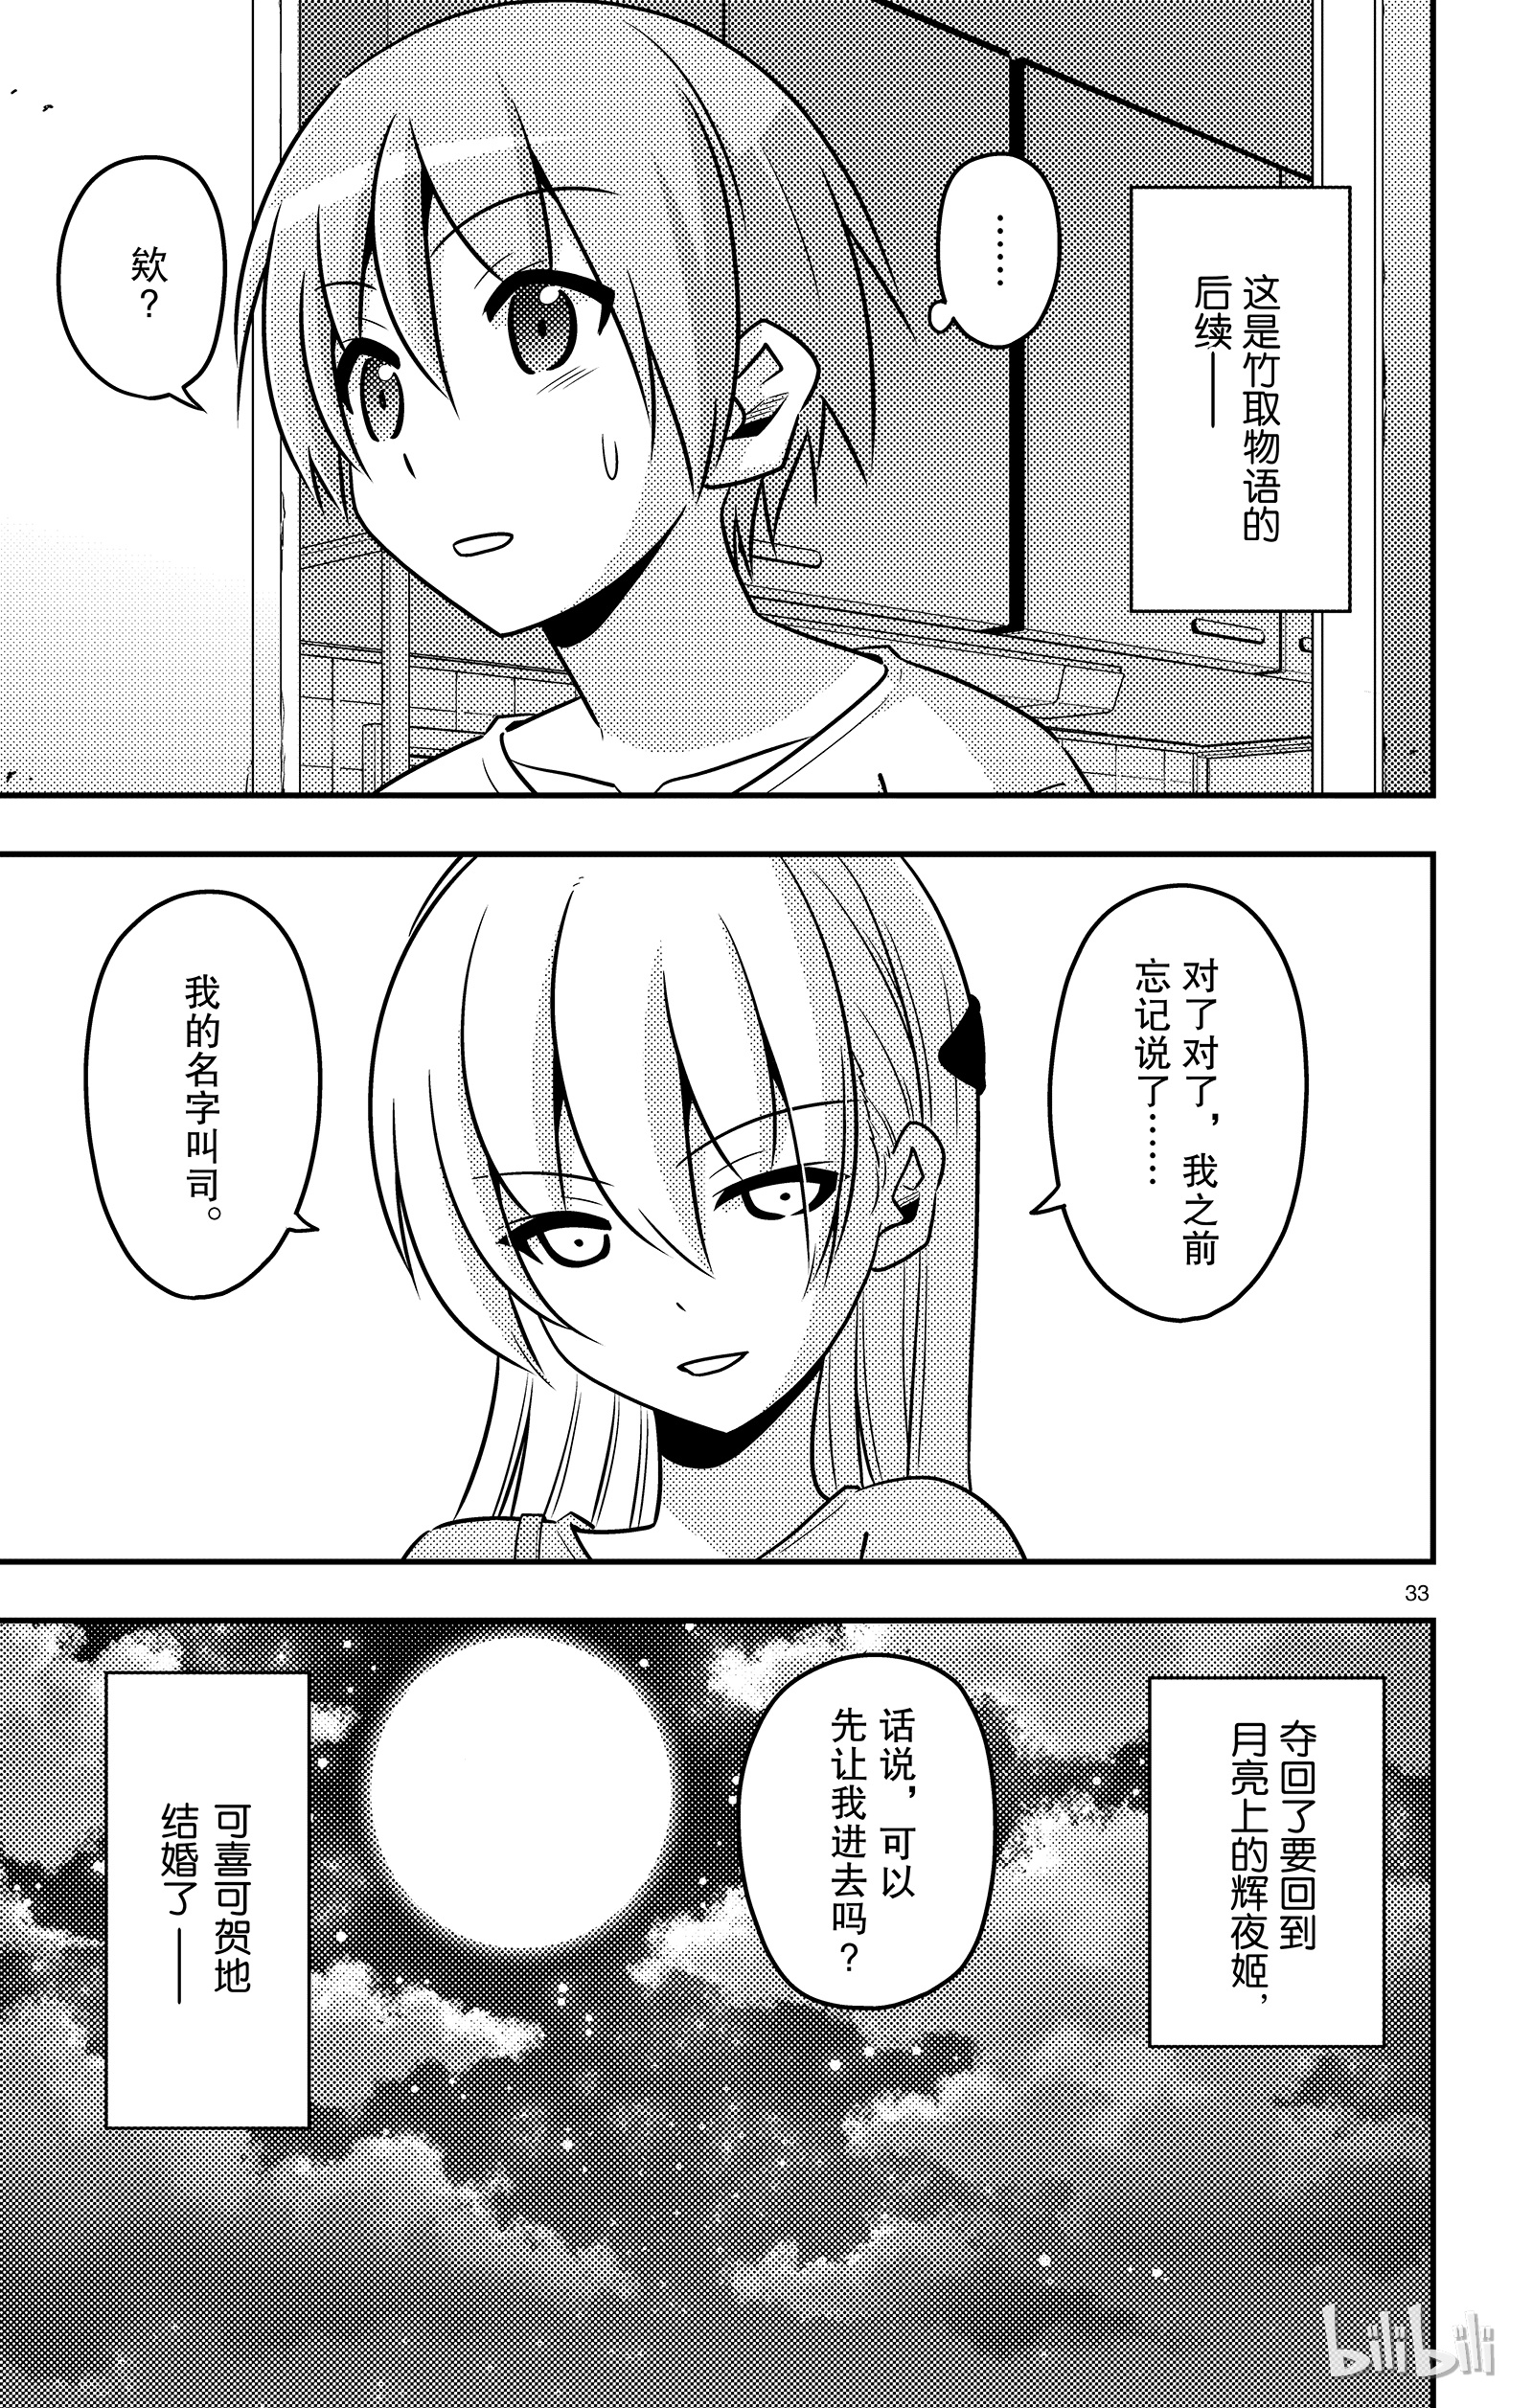 这是竹取物语的
后续——
……
欸？
对了对了，我之前
忘记说了……
我的名字叫司。
33
夺回了要回到
月亮上的辉夜姬，
话说，可以
先让我进去吗？
可喜可贺地
结婚了——
bilibili